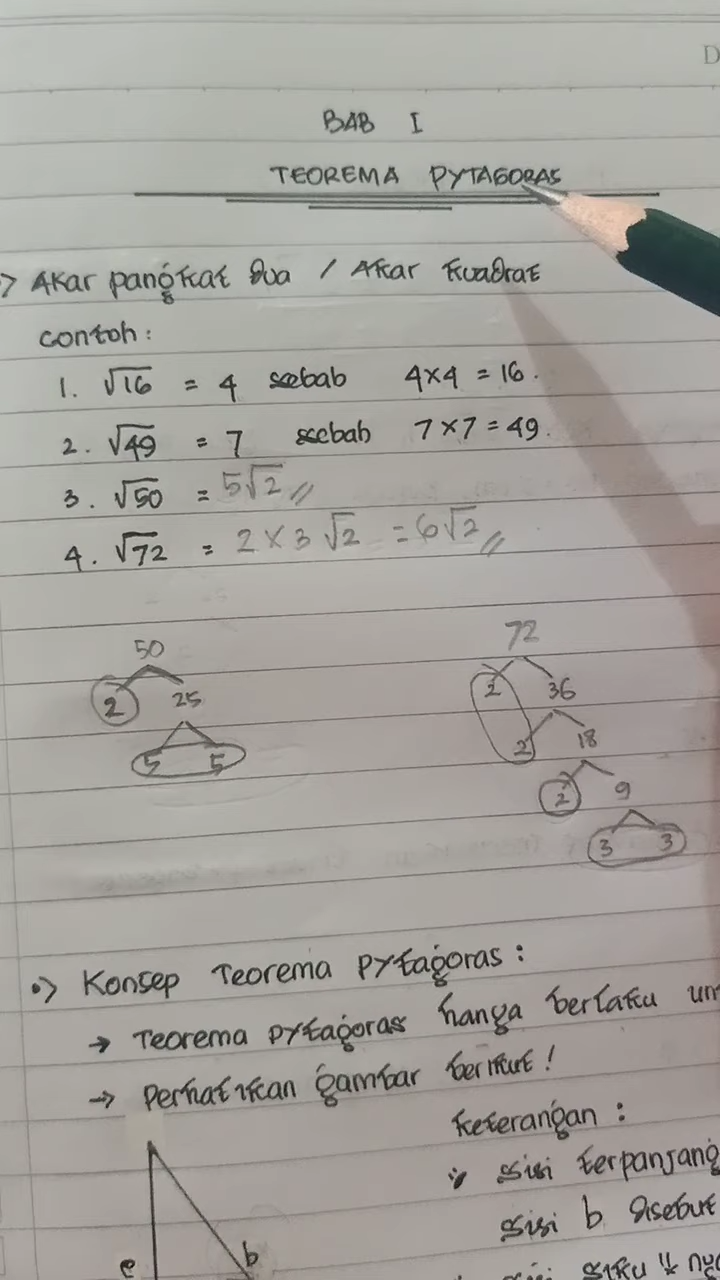 D
BAB I
TEOREMA PYTAGORAS
Akar pangkat dua / Akar kuadrat
Contoh :
1. √16 = 4 sebab 4×4 = 16.
2. √49 = 7 sebab 7×7 = 49.
3. √50 = 5√2 //
4. √72 = 2×3√2 = 6√2 //
50
2 25
5 5
72
2 36
2 18
2 9
3 3
Konsep Teorema Pytagoras :
→ Teorema pytagoras hanya berlaku un
→ Perhatikan gambar berikut !
Keterangan :
sisi terpanjang
sisi b disebut
b
siku